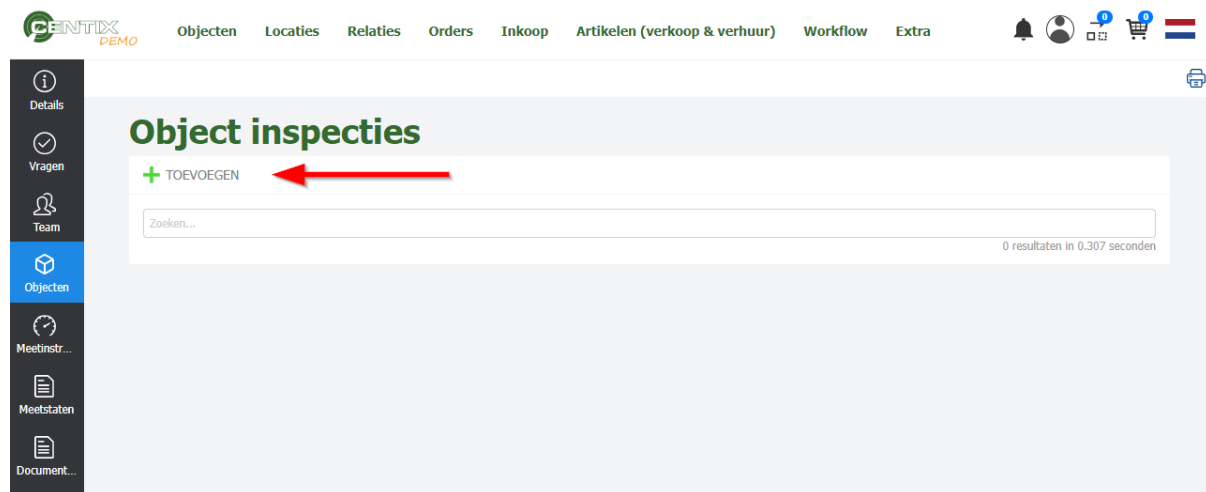 CENTIX
DEMO
Objecten Locaties Relaties Orders Inkoop Artikelen (verkoop & verhuur) Workflow Extra
0
0
Details
Vragen
Team
Objecten
Meetinstr...
Meetstaten
Document...
Object inspecties
TOEVOEGEN
Zoeken...
0 resultaten in 0.307 seconden